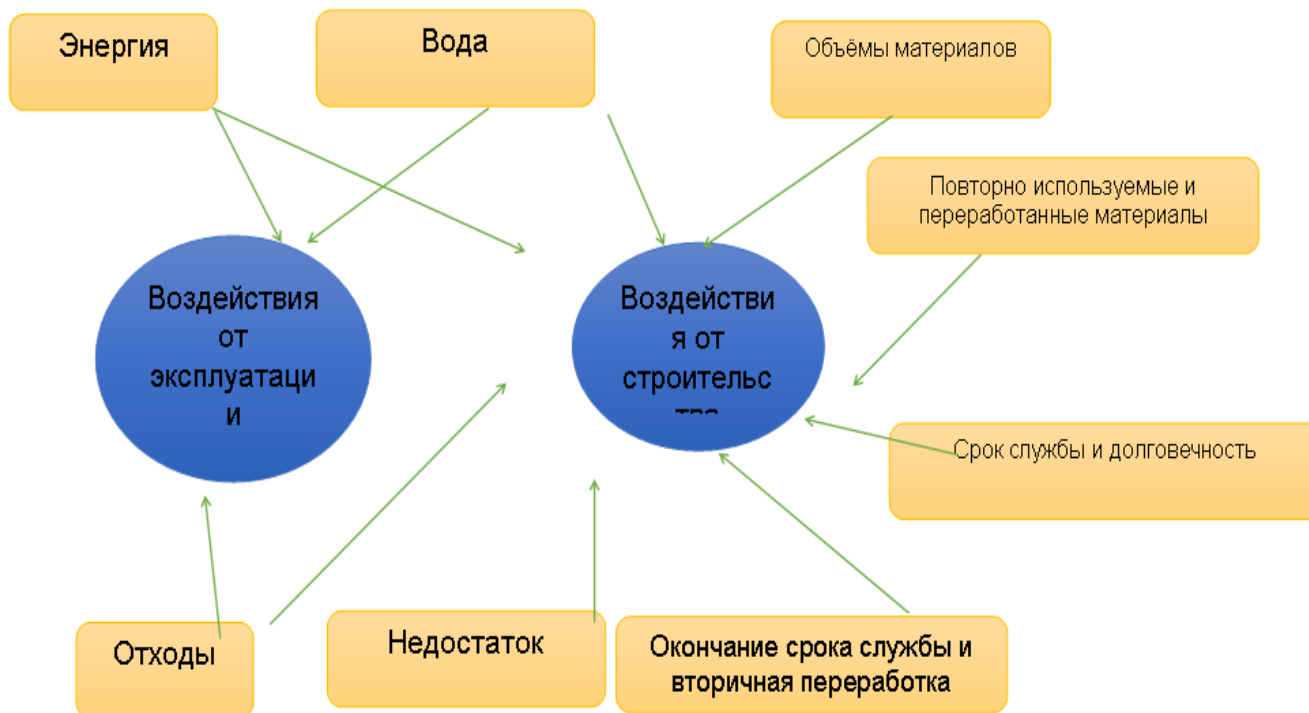 Энергия
Вода
Объёмы материалов
Повторно используемые и
переработанные материалы
Воздействия
от
эксплуатаци
и
Воздействи
я от
строительс
тва
Срок службы и долговечность
Отходы
Недостаток
Окончание срока службы и
вторичная переработка